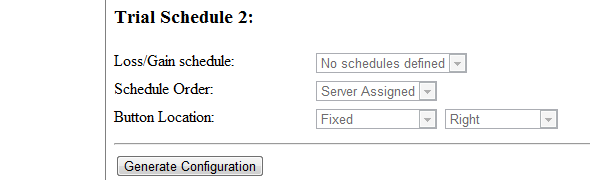 Trial Schedule 2:
Loss/Gain schedule: No schedules defined
Schedule Order: Server Assigned
Button Location: Fixed Right
Generate Configuration